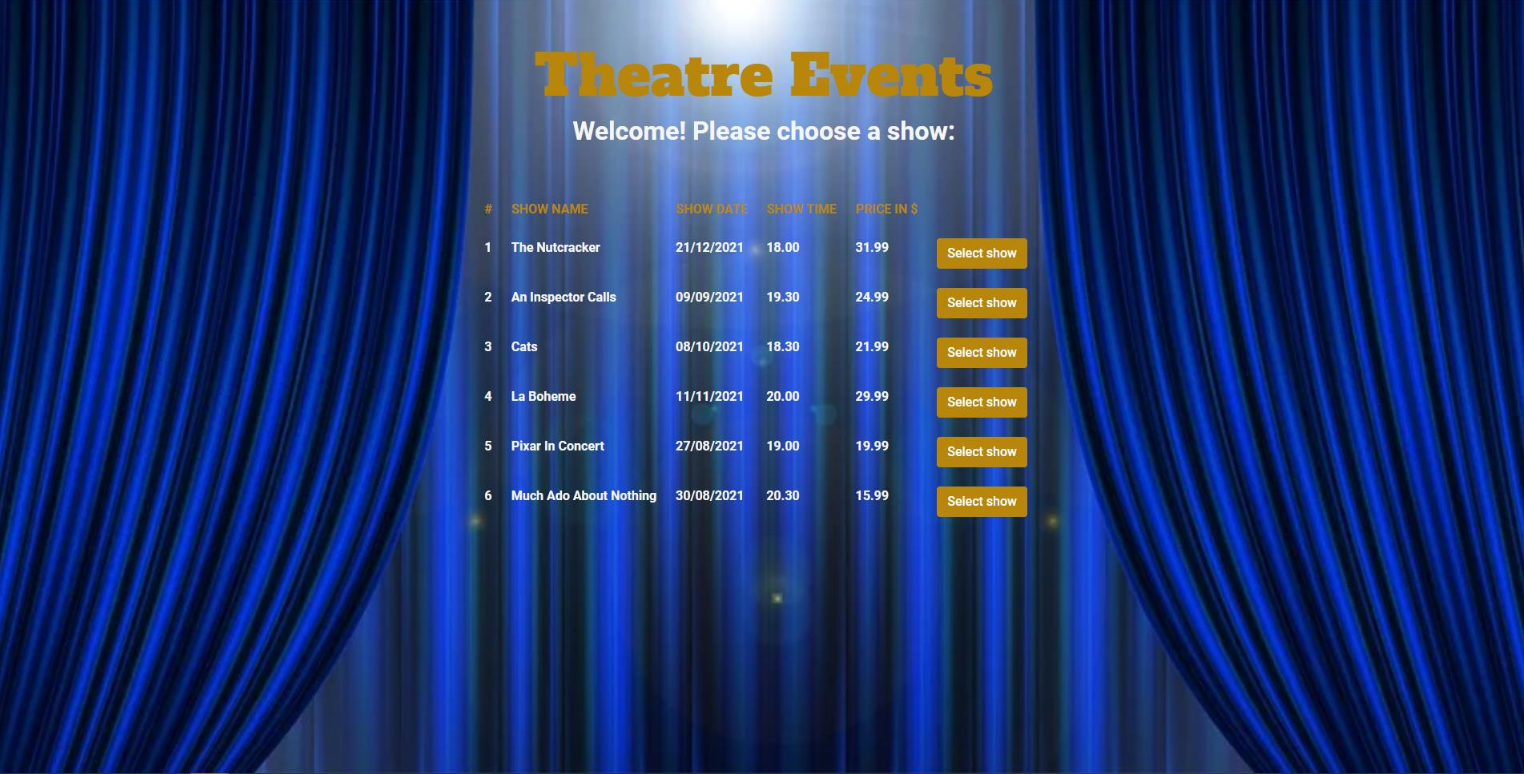 Theatre Events
Welcome! Please choose a show:
# SHOW NAME SHOW DATE SHOW TIME PRICE IN $
1 The Nutcracker 21/12/2021 18.00 31.99 Select show
2 An Inspector Calls 09/09/2021 19.30 24.99 Select show
3 Cats 08/10/2021 18.30 21.99 Select show
4 La Boheme 11/11/2021 20.00 29.99 Select show
5 Pixar In Concert 27/08/2021 19.00 19.99 Select show
6 Much Ado About Nothing 30/08/2021 20.30 15.99 Select show